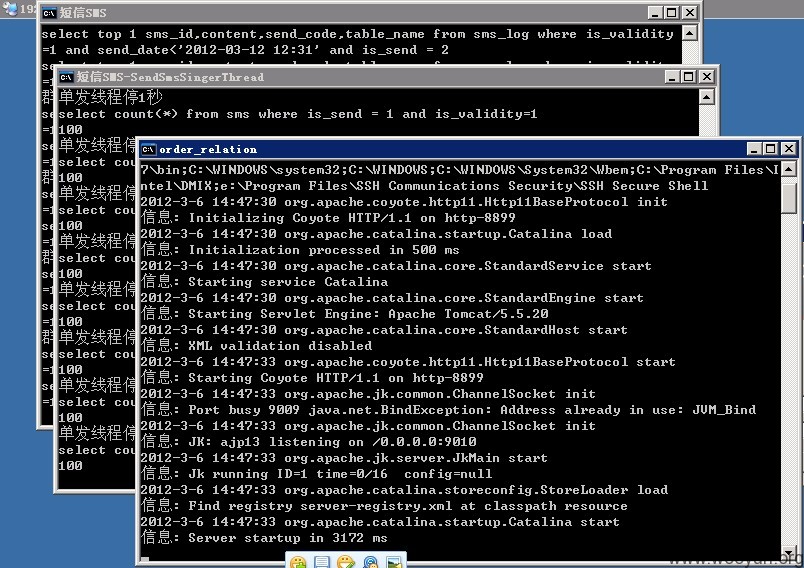 192
短信SMS
select top 1 sms_id,content,send_code,table_name from sms_log where is_validity
=1 and send_date<'2012-03-12 12:31' and is_send = 2
短信SMS-SendSmsSingerThread
单发线程停1秒
select count(*) from sms where is_send = 1 and is_validity=1
100
单发线程停
select cou
100
单发线程停
select cou
100
单发线程停
select cou
100
单发线程停
select cou
100
单发线程停
select cou
100
单发线程停
select cou
100
单发线程停
select cou
100
order_relation
7\bin;C:\WINDOWS\system32;C:\WINDOWS;C:\WINDOWS\System32\Wbem;C:\Program Files\I
ntel\DMIX;e:\Program Files\SSH Communications Security\SSH Secure Shell
2012-3-6 14:47:30 org.apache.coyote.http11.Http11BaseProtocol init
信息: Initializing Coyote HTTP/1.1 on http-8899
2012-3-6 14:47:30 org.apache.catalina.startup.Catalina load
信息: Initialization processed in 500 ms
2012-3-6 14:47:30 org.apache.catalina.core.StandardService start
信息: Starting service Catalina
2012-3-6 14:47:30 org.apache.catalina.core.StandardEngine start
信息: Starting Servlet Engine: Apache Tomcat/5.5.20
2012-3-6 14:47:30 org.apache.catalina.core.StandardHost start
信息: XML validation disabled
2012-3-6 14:47:33 org.apache.coyote.http11.Http11BaseProtocol start
信息: Starting Coyote HTTP/1.1 on http-8899
2012-3-6 14:47:33 org.apache.jk.common.ChannelSocket init
信息: Port busy 9009 java.net.BindException: Address already in use: JVM_Bind
2012-3-6 14:47:33 org.apache.jk.common.ChannelSocket init
信息: JK: ajp13 listening on /0.0.0.0:9010
2012-3-6 14:47:33 org.apache.jk.server.JkMain start
信息: Jk running ID=1 time=0/16  config=null
2012-3-6 14:47:33 org.apache.catalina.storeconfig.StoreLoader load
信息: Find registry server-registry.xml at classpath resource
2012-3-6 14:47:33 org.apache.catalina.startup.Catalina start
信息: Server startup in 3172 ms
www.wooyun.org